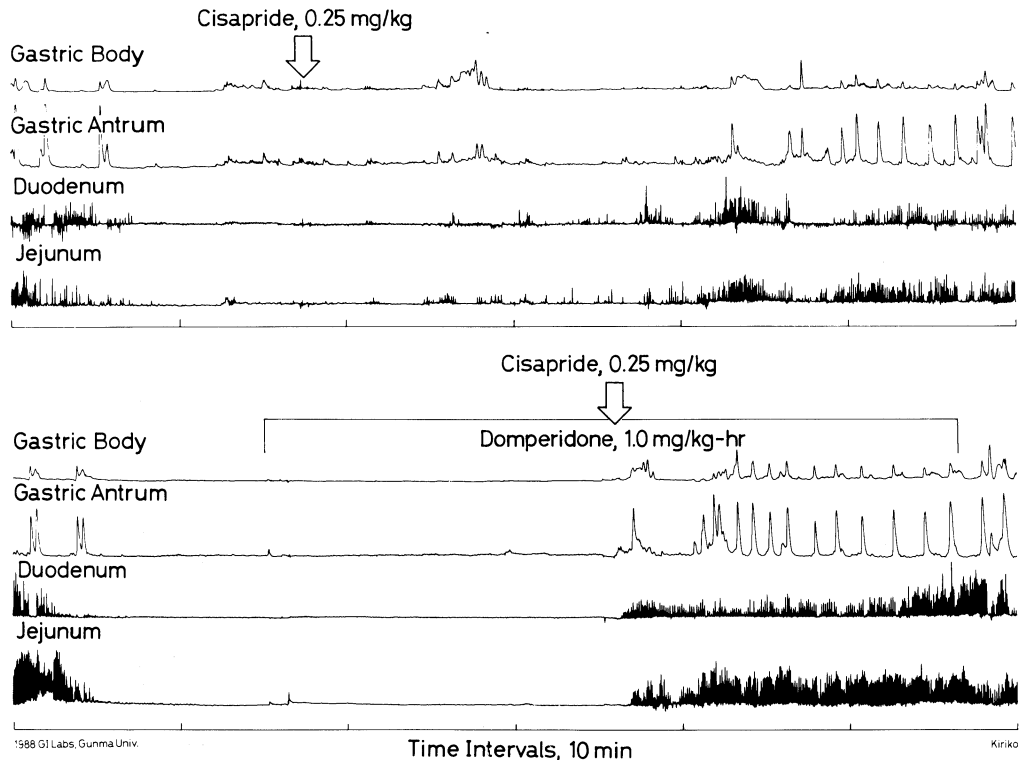 Cisapride, 0.25 mg/kg
Gastric Body
Gastric Antrum
Duodenum
Jejunum
Cisapride, 0.25 mg/kg
Domperidone, 1.0 mg/kg-hr
Gastric Body
Gastric Antrum
Duodenum
Jejunum
1988 GI Labs, Gunma Univ.
Time Intervals, 10 min
Kiriko